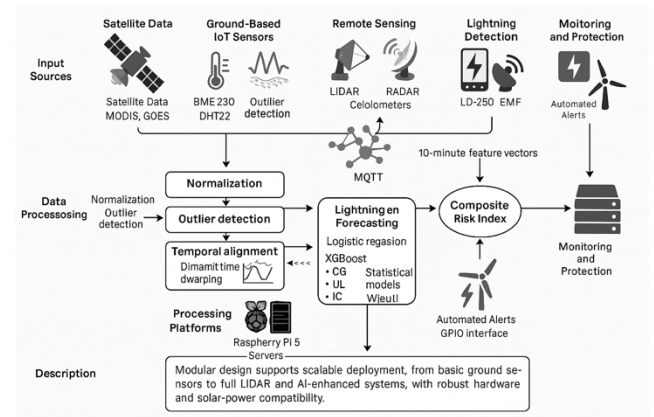 Satellite Data
Ground-Based
IoT Sensors
Remote Sensing
Lightning
Detection
Moitoring
and Protection
Input
Sources
Satellite Data
MODIS, GOES
BME 230
DHT22
Outilier
detection
LIDAR
RADAR
Celolometers
LD-250
EMF
Automated
Alerts
MQTT
10-minute feature vectors
Data
Processosing
Normalization
Outlier
detection
Normalization
Outlier detection
Temporal alignment
Dimamit time
dwarping
Lightning en
Forecasting
Logistic regasion
XGBoost
• CG
• UL
• IC
Statistical
models
Wjeutl
Composite
Risk Index
Monitoring
and
Protection
Automated Alerts
GPIO interface
Processing
Platforms
Raspherry Pi 5
Servers
Description
Modular design supports scalable deployment, from basic ground se-
nsors to full LIDAR and AI-enhanced systems, with robust hardware
and solar-power compatibility.